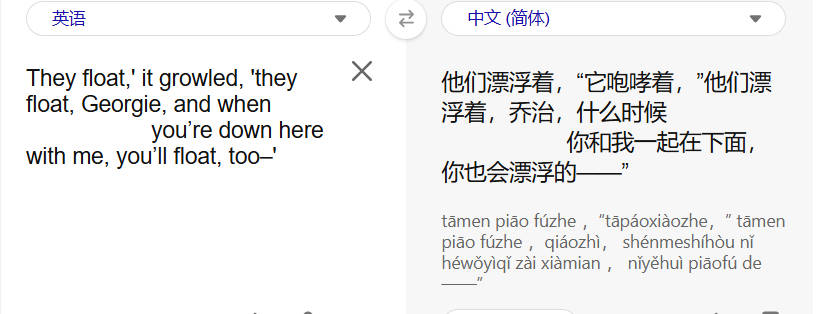 英语
中文 (简体)
They float,' it growled, 'they
float, Georgie, and when
you’re down here
with me, you’ll float, too–'
他们漂浮着，“它咆哮着，”他们漂
浮着，乔治，什么时候
你和我一起在下面，
你也会漂浮的——”
tāmen piāo fúzhe ，“tāpáoxiàozhe，” tāmen
piāo fúzhe ，qiáozhì， shénmeshíhòu nǐ
héwǒyìqǐ zài xiàmian ， nǐyěhuì piāofú de
——”